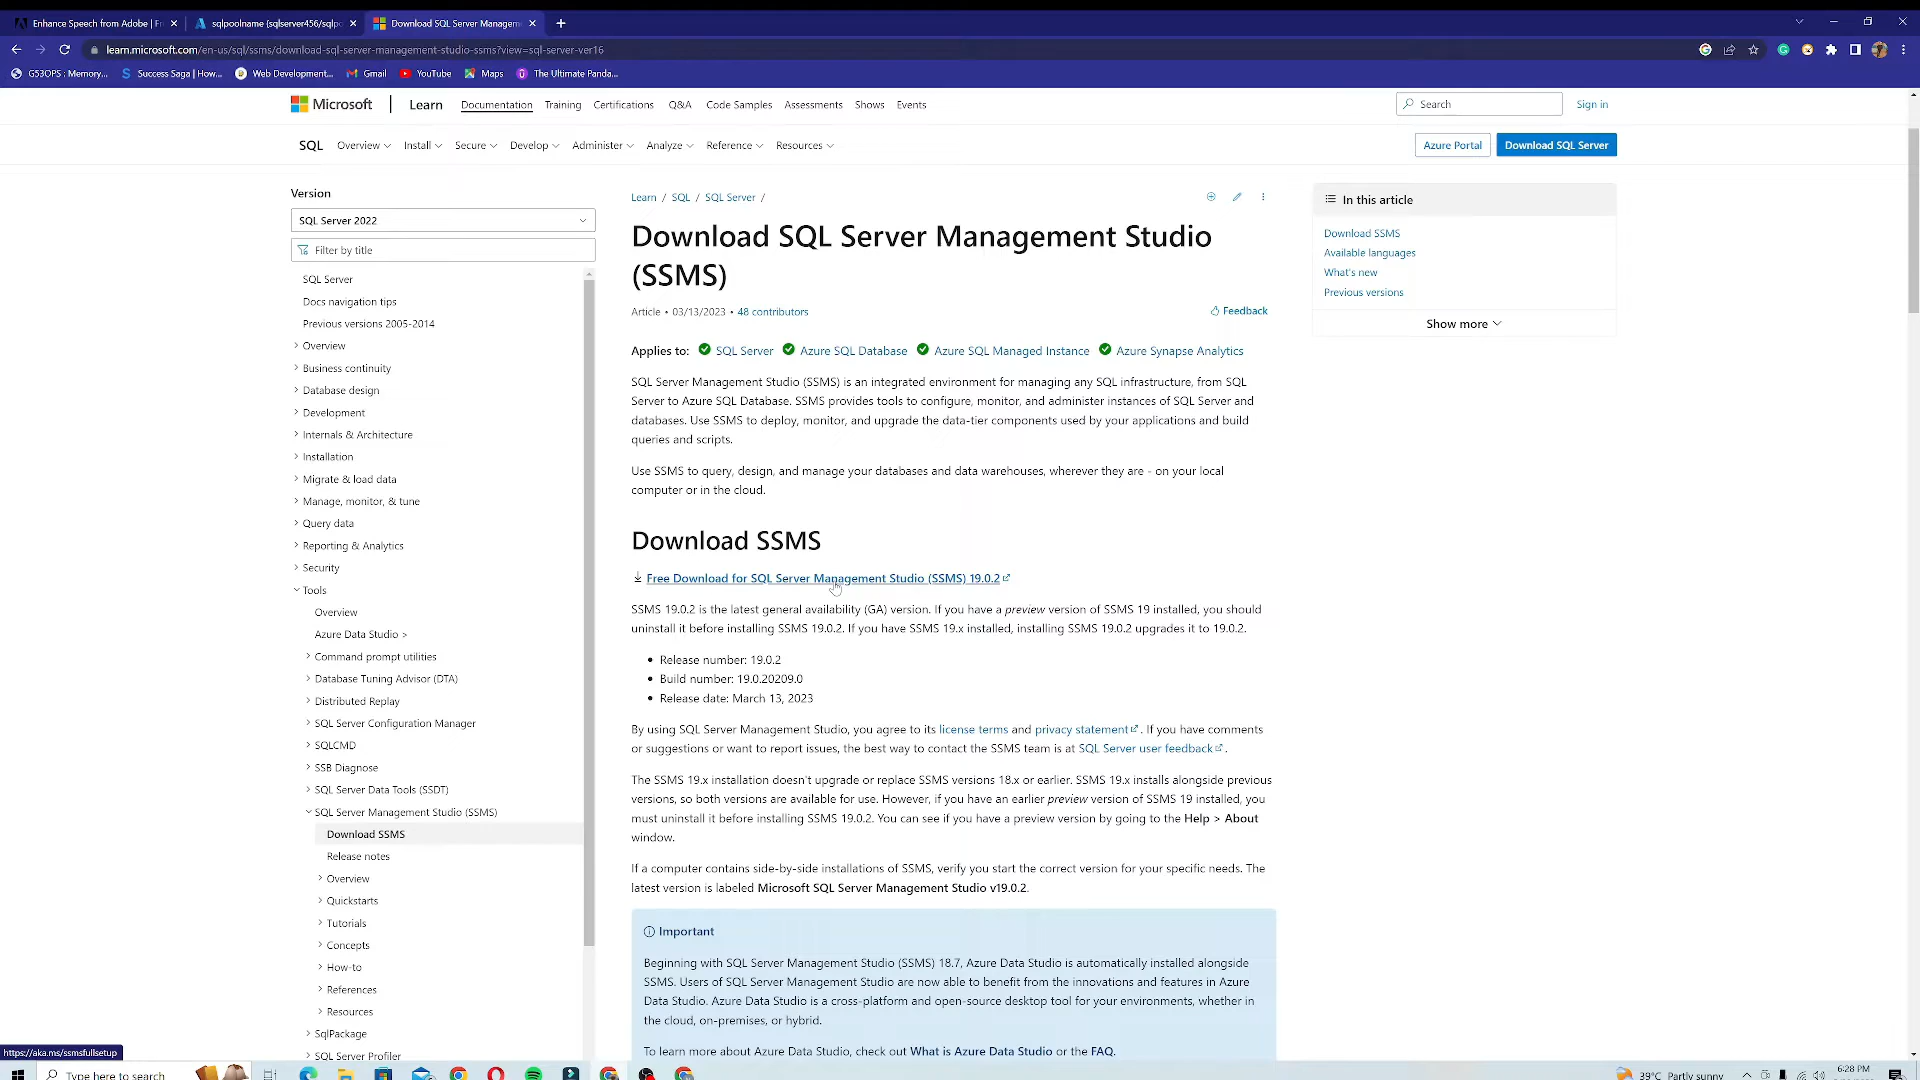 Enhance Speech from Adobe | Fr
sqlpoolname (sqlserver456/sqlpo
Download SQL Server Managem
learn.microsoft.com/en-us/sql/ssms/download-sql-server-management-studio-ssms?view=sql-server-ver16
G53OPS : Memory...
Success Saga | How...
Web Development...
Gmail
YouTube
Maps
The Ultimate Panda...
Microsoft
Learn
Documentation
Training
Certifications
Q&A
Code Samples
Assessments
Shows
Events
Search
Sign in
SQL
Overview
Install
Secure
Develop
Administer
Analyze
Reference
Resources
Azure Portal
Download SQL Server
Version
SQL Server 2022
Filter by title
SQL Server
Docs navigation tips
Previous versions 2005-2014
Overview
Business continuity
Database design
Development
Internals & Architecture
Installation
Migrate & load data
Manage, monitor, & tune
Query data
Reporting & Analytics
Security
Tools
Overview
Azure Data Studio >
Command prompt utilities
Database Tuning Advisor (DTA)
Distributed Replay
SQL Server Configuration Manager
SQLCMD
SSB Diagnose
SQL Server Data Tools (SSDT)
SQL Server Management Studio (SSMS)
Download SSMS
Release notes
Overview
Quickstarts
Tutorials
Concepts
How-to
References
Resources
SqlPackage
SQL Server Profiler
Learn / SQL / SQL Server /
Download SQL Server Management Studio
(SSMS)
Article • 03/13/2023 • 48 contributors
Feedback
Applies to: SQL Server Azure SQL Database Azure SQL Managed Instance Azure Synapse Analytics
SQL Server Management Studio (SSMS) is an integrated environment for managing any SQL infrastructure, from SQL
Server to Azure SQL Database. SSMS provides tools to configure, monitor, and administer instances of SQL Server and
databases. Use SSMS to deploy, monitor, and upgrade the data-tier components used by your applications and build
queries and scripts.
Use SSMS to query, design, and manage your databases and data warehouses, wherever they are - on your local
computer or in the cloud.
Download SSMS
Free Download for SQL Server Management Studio (SSMS) 19.0.2
SSMS 19.0.2 is the latest general availability (GA) version. If you have a preview version of SSMS 19 installed, you should
uninstall it before installing SSMS 19.0.2. If you have SSMS 19.x installed, installing SSMS 19.0.2 upgrades it to 19.0.2.
• Release number: 19.0.2
• Build number: 19.0.20209.0
• Release date: March 13, 2023
By using SQL Server Management Studio, you agree to its license terms and privacy statement. If you have comments
or suggestions or want to report issues, the best way to contact the SSMS team is at SQL Server user feedback.
The SSMS 19.x installation doesn't upgrade or replace SSMS versions 18.x or earlier. SSMS 19.x installs alongside previous
versions, so both versions are available for use. However, if you have an earlier preview version of SSMS 19 installed, you
must uninstall it before installing SSMS 19.0.2. You can see if you have a preview version by going to the Help > About
window.
If a computer contains side-by-side installations of SSMS, verify you start the correct version for your specific needs. The
latest version is labeled Microsoft SQL Server Management Studio v19.0.2.
Important
Beginning with SQL Server Management Studio (SSMS) 18.7, Azure Data Studio is automatically installed alongside
SSMS. Users of SQL Server Management Studio are now able to benefit from the innovations and features in Azure
Data Studio. Azure Data Studio is a cross-platform and open-source desktop tool for your environments, whether in
the cloud, on-premises, or hybrid.
To learn more about Azure Data Studio, check out What is Azure Data Studio or the FAQ.
In this article
Download SSMS
Available languages
What's new
Previous versions
Show more
https://aka.ms/ssmsfullsetup
Type here to search
39°C Partly sunny
6:28 PM